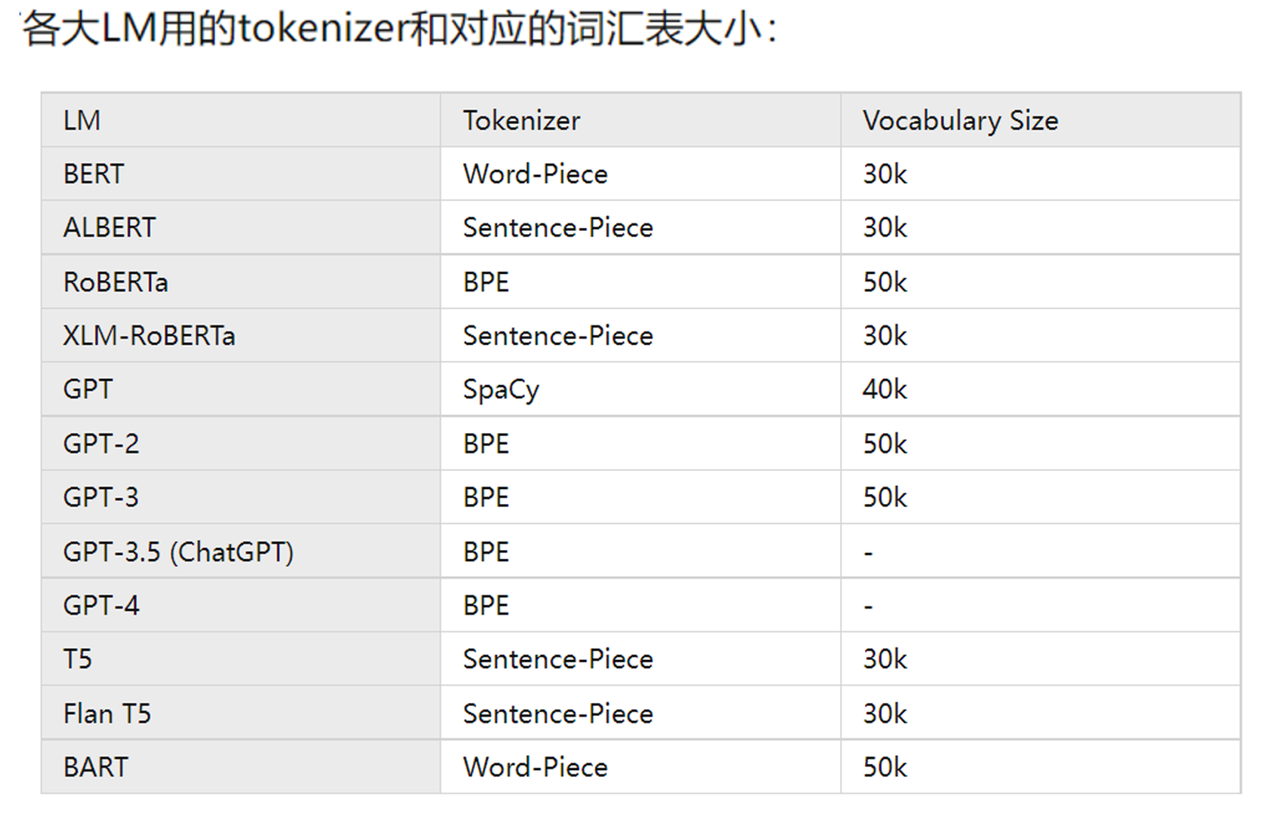 各大LM用的tokenizer和对应的词汇表大小：
LM Tokenizer Vocabulary Size
BERT Word-Piece 30k
ALBERT Sentence-Piece 30k
RoBERTa BPE 50k
XLM-RoBERTa Sentence-Piece 30k
GPT SpaCy 40k
GPT-2 BPE 50k
GPT-3 BPE 50k
GPT-3.5 (ChatGPT) BPE -
GPT-4 BPE -
T5 Sentence-Piece 30k
Flan T5 Sentence-Piece 30k
BART Word-Piece 50k